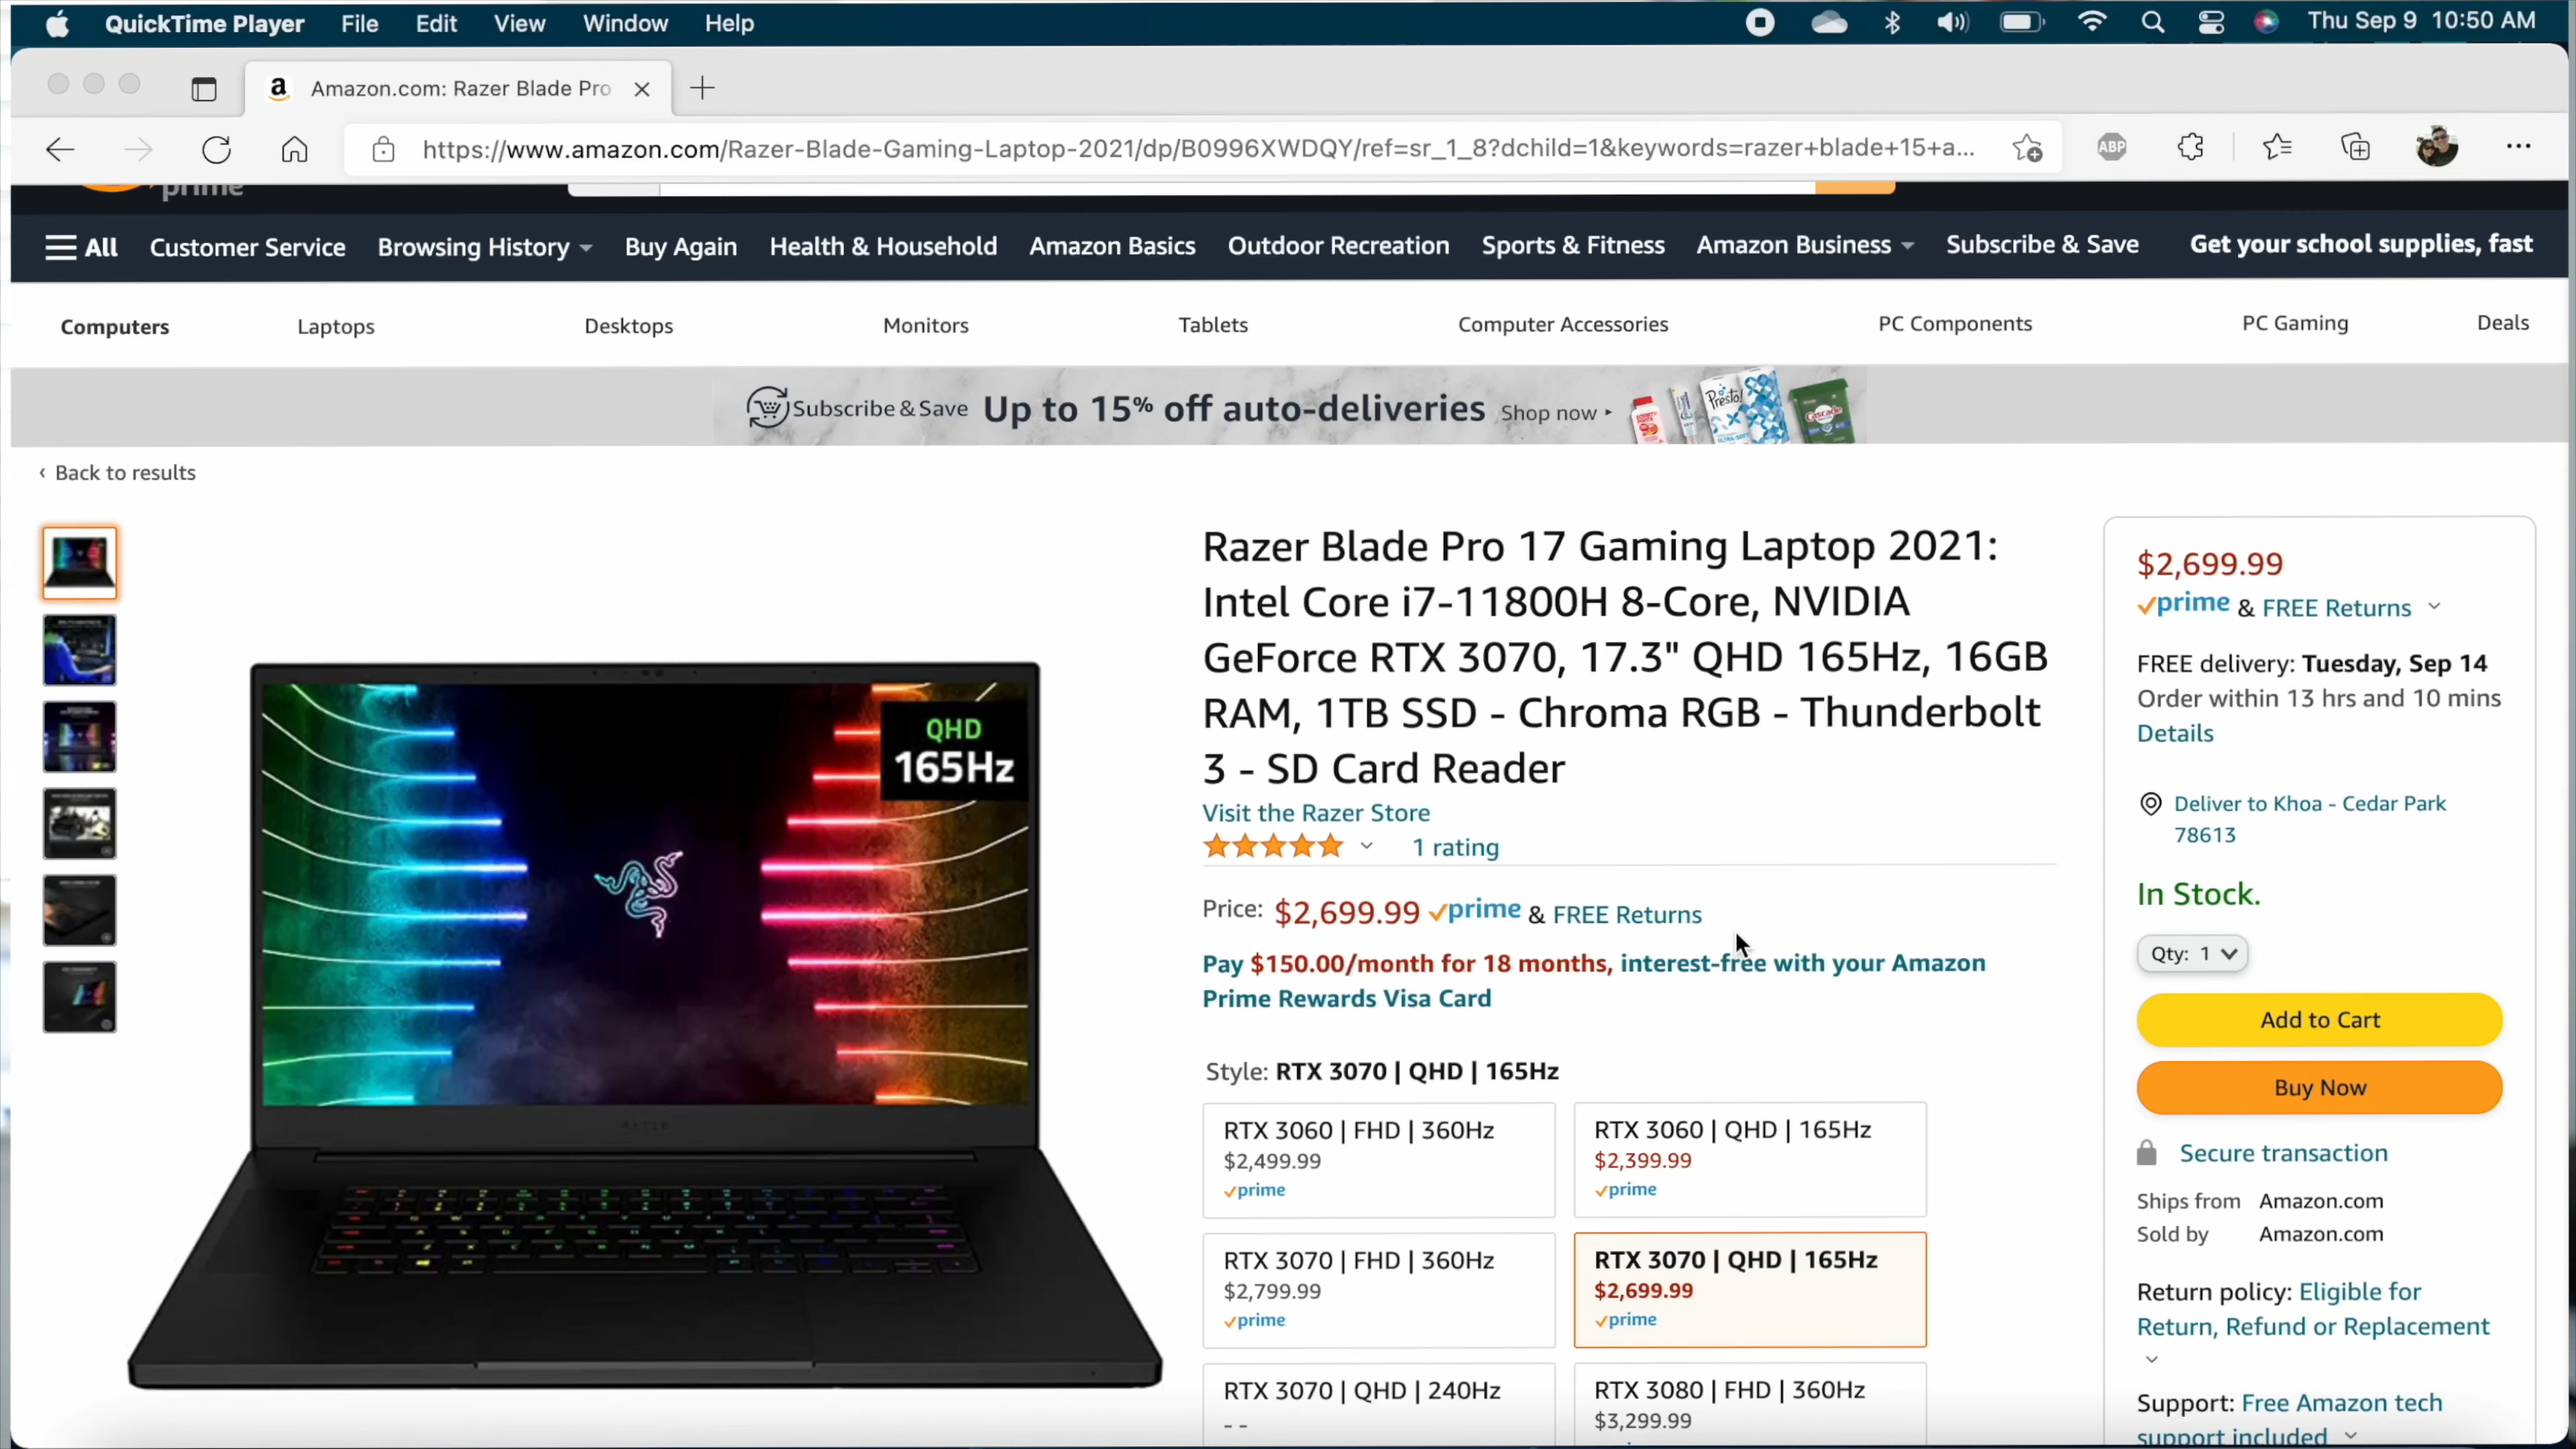 QuickTime Player File Edit View Window Help Thu Sep 9 10:50 AM
Amazon.com: Razer Blade Pro
https://www.amazon.com/Razer-Blade-Gaming-Laptop-2021/dp/B0996XWDQY/ref=sr_1_8?dchild=1&keywords=razer+blade+15+a... ABP
prime
All Customer Service Browsing History Buy Again Health & Household Amazon Basics Outdoor Recreation Sports & Fitness Amazon Business Subscribe & Save Get your school supplies, fast
Computers Laptops Desktops Monitors Tablets Computer Accessories PC Components PC Gaming Deals
Subscribe & Save Up to 15% off auto-deliveries Shop now ▸ Presto! Cascade
‹ Back to results
QHD
165Hz
Razer Blade Pro 17 Gaming Laptop 2021:
Intel Core i7-11800H 8-Core, NVIDIA
GeForce RTX 3070, 17.3" QHD 165Hz, 16GB
RAM, 1TB SSD - Chroma RGB - Thunderbolt
3 - SD Card Reader
Visit the Razer Store
1 rating
Price: $2,699.99 prime & FREE Returns
Pay $150.00/month for 18 months, interest-free with your Amazon
Prime Rewards Visa Card
Style: RTX 3070 | QHD | 165Hz
RTX 3060 | FHD | 360Hz
$2,499.99
prime
RTX 3060 | QHD | 165Hz
$2,399.99
prime
RTX 3070 | FHD | 360Hz
$2,799.99
prime
RTX 3070 | QHD | 165Hz
$2,699.99
prime
RTX 3070 | QHD | 240Hz
- -
RTX 3080 | FHD | 360Hz
$3,299.99
$2,699.99
prime & FREE Returns
FREE delivery: Tuesday, Sep 14
Order within 13 hrs and 10 mins
Details
Deliver to Khoa - Cedar Park
78613
In Stock.
Qty: 1
Add to Cart
Buy Now
Secure transaction
Ships from Amazon.com
Sold by Amazon.com
Return policy: Eligible for
Return, Refund or Replacement
Support: Free Amazon tech
support included